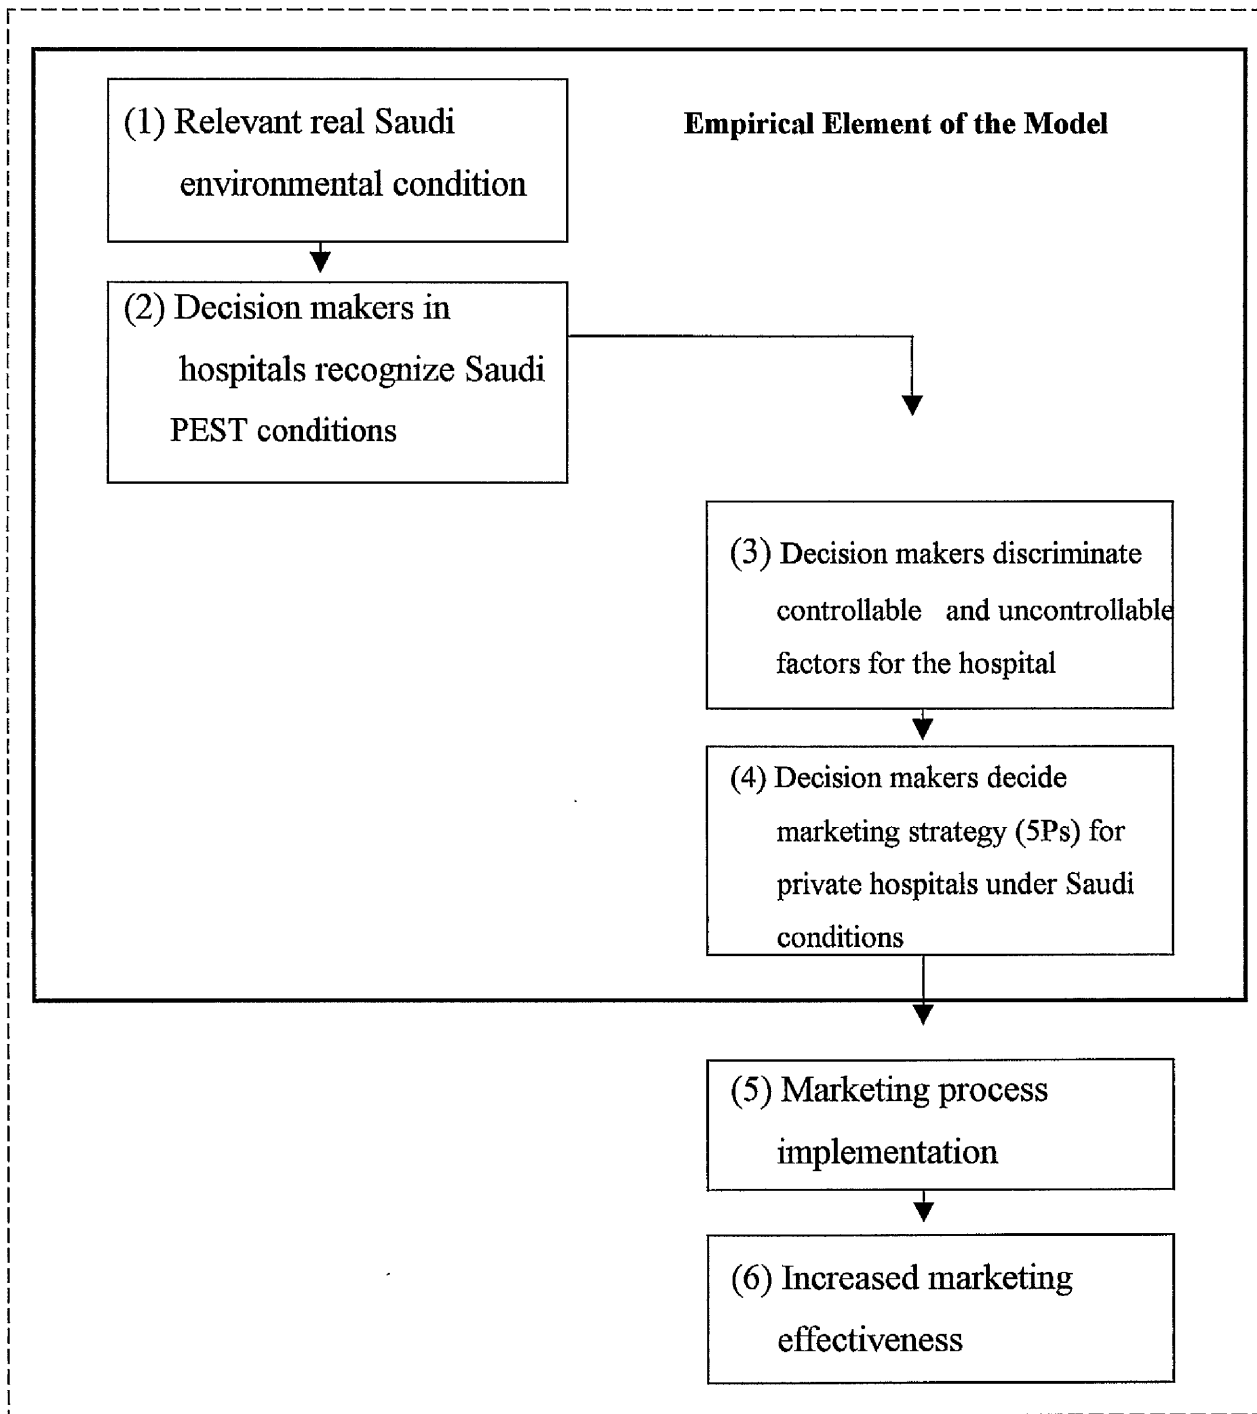 (1) Relevant real Saudi
environmental condition
Empirical Element of the Model
(2) Decision makers in
hospitals recognize Saudi
PEST conditions
(3) Decision makers discriminate
controllable and uncontrollable
factors for the hospital
(4) Decision makers decide
marketing strategy (5Ps) for
private hospitals under Saudi
conditions
(5) Marketing process
implementation
(6) Increased marketing
effectiveness